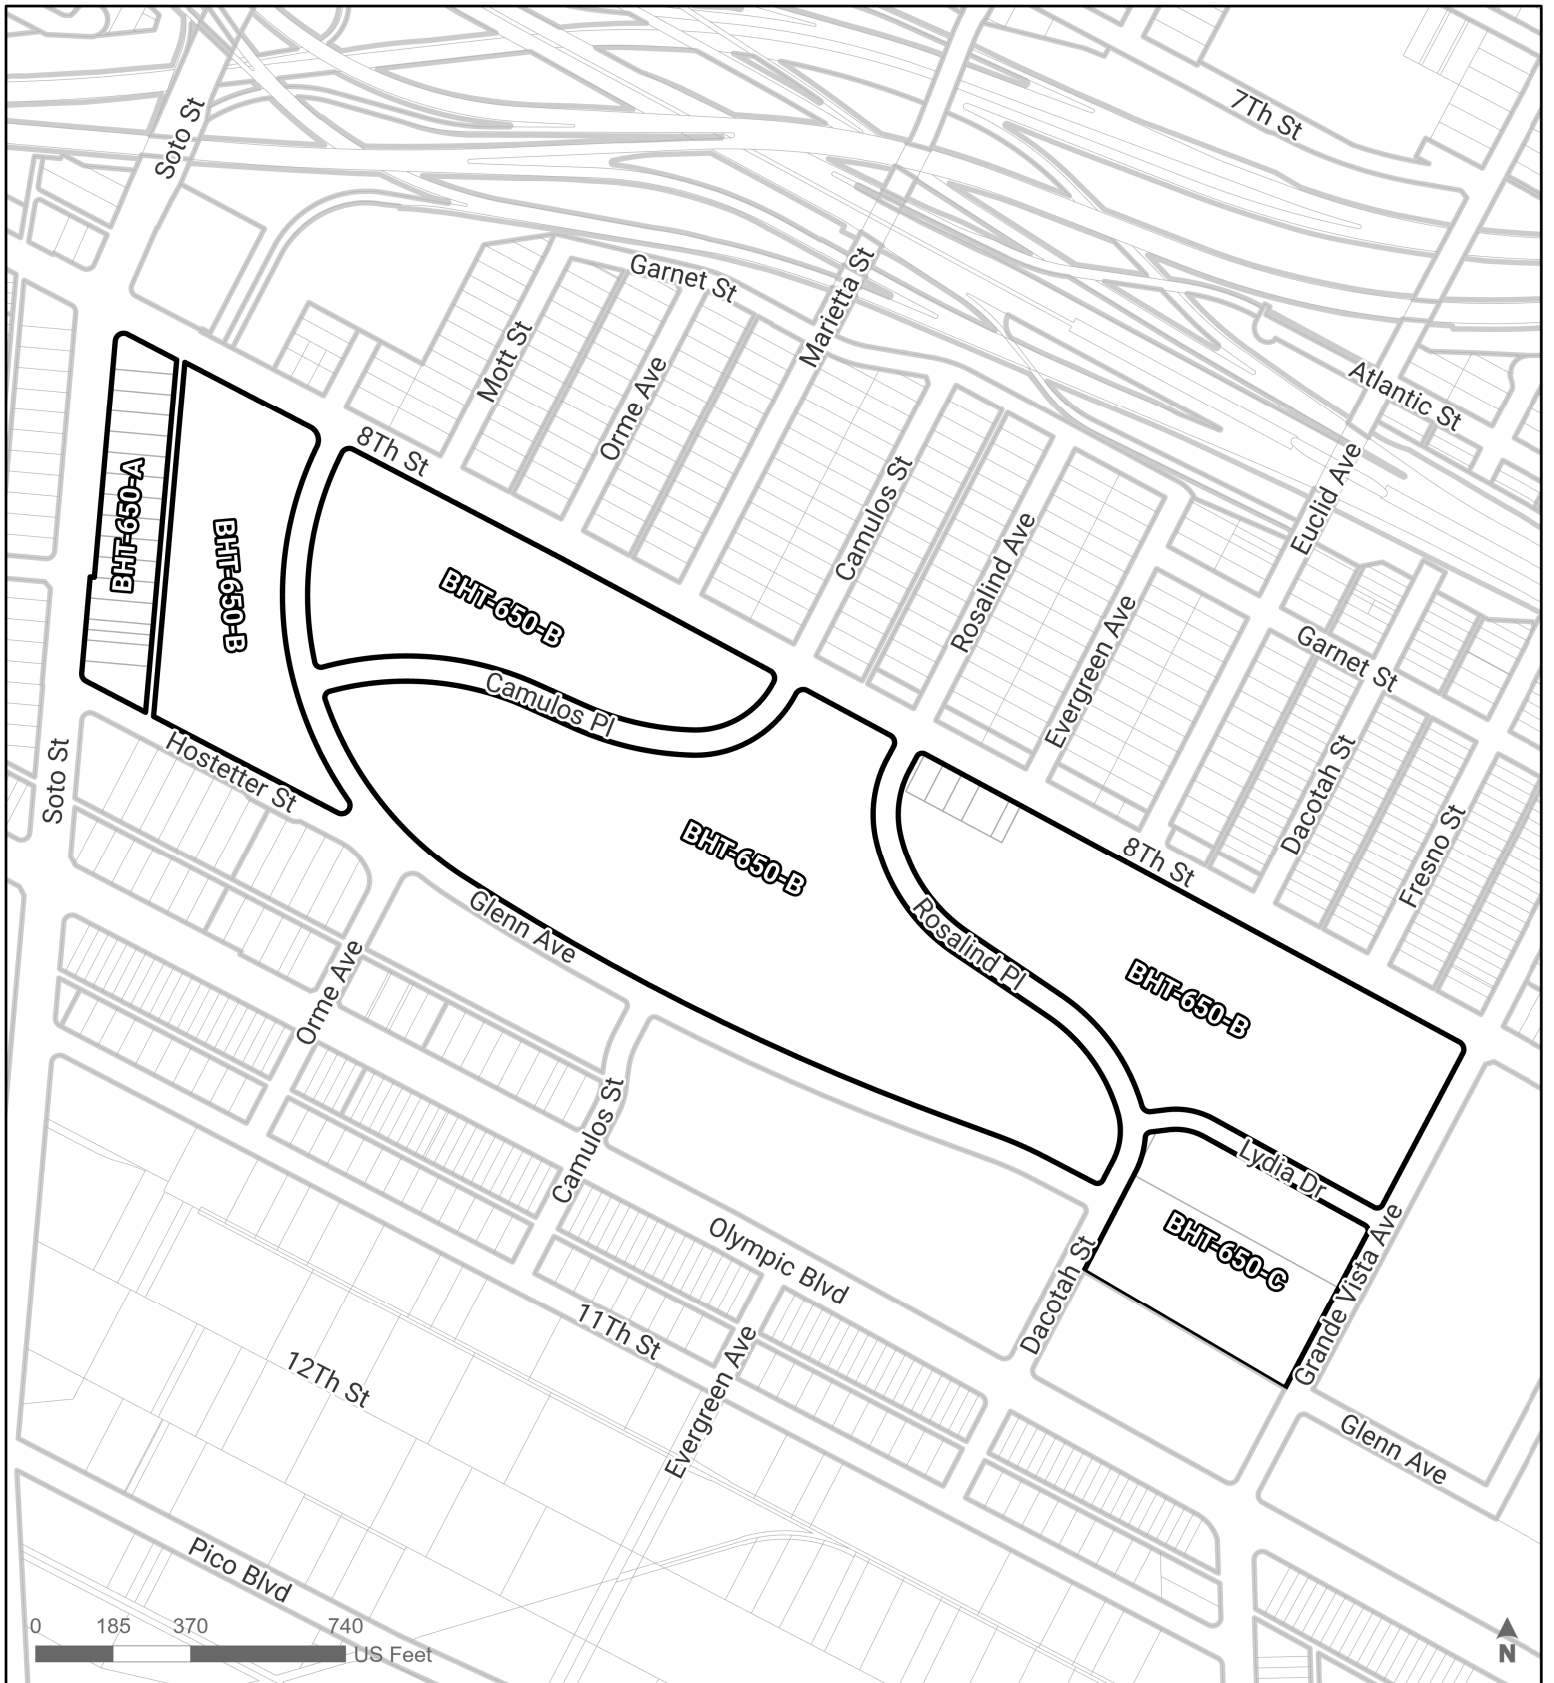 7Th St
Soto St
Garnet St
Marietta St
Mott St
Orme Ave
Atlantic St
8Th St
Euclid Ave
Camulos St
BHT-650-A
BHT-650-B
Rosalind Ave
BHT-650-B
Evergreen Ave
Garnet St
Camulos Pl
Soto St
Hostetter St
Dacotah St
Fresno St
BHT-650-B
8Th St
Glenn Ave
Rosalind Pl
Orme Ave
BHT-650-B
Camulos St
Lydia Dr
Olympic Blvd
BHT-650-C
Dacotah St
Grande Vista Ave
11Th St
12Th St
Evergreen Ave
Glenn Ave
Pico Blvd
0 185 370 740
US Feet
N